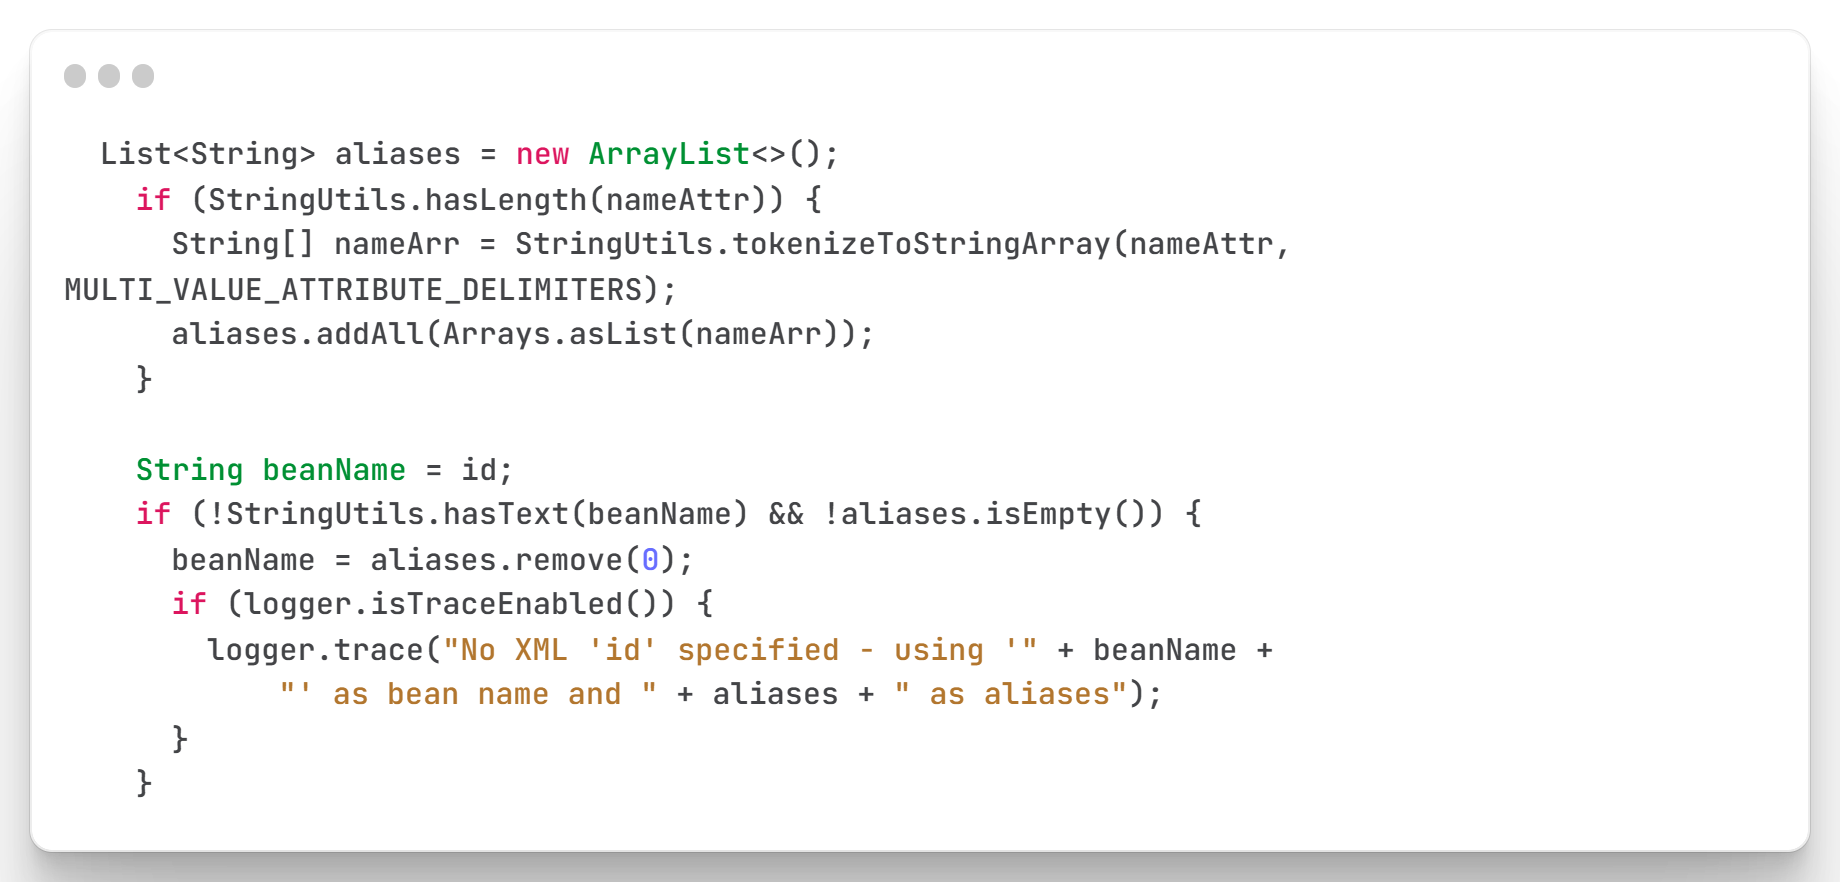 List<String> aliases = new ArrayList<>();
if (StringUtils.hasLength(nameAttr)) {
String[] nameArr = StringUtils.tokenizeToStringArray(nameAttr,
MULTI_VALUE_ATTRIBUTE_DELIMITERS);
aliases.addAll(Arrays.asList(nameArr));
}
String beanName = id;
if (!StringUtils.hasText(beanName) && !aliases.isEmpty()) {
beanName = aliases.remove(0);
if (logger.isTraceEnabled()) {
logger.trace("No XML 'id' specified - using '" + beanName +
"' as bean name and " + aliases + " as aliases");
}
}